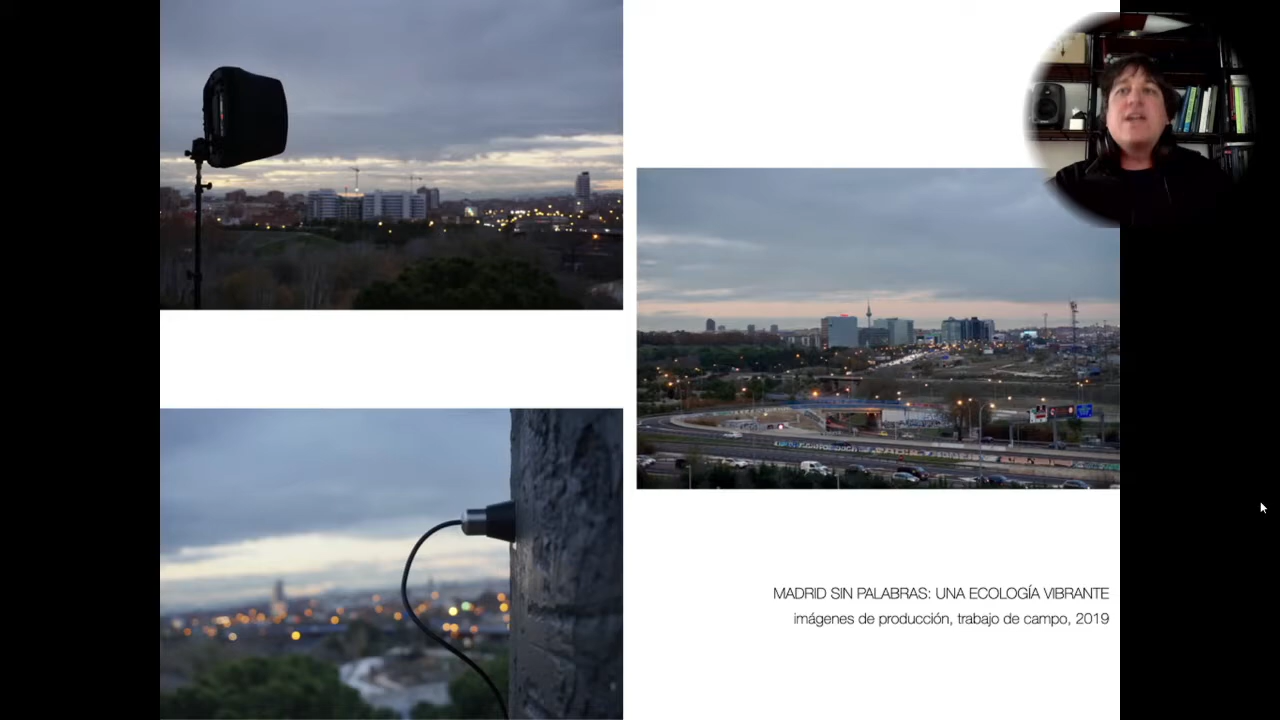 MADRID SIN PALABRAS: UNA ECOLOGÍA VIBRANTE
imágenes de producción, trabajo de campo, 2019